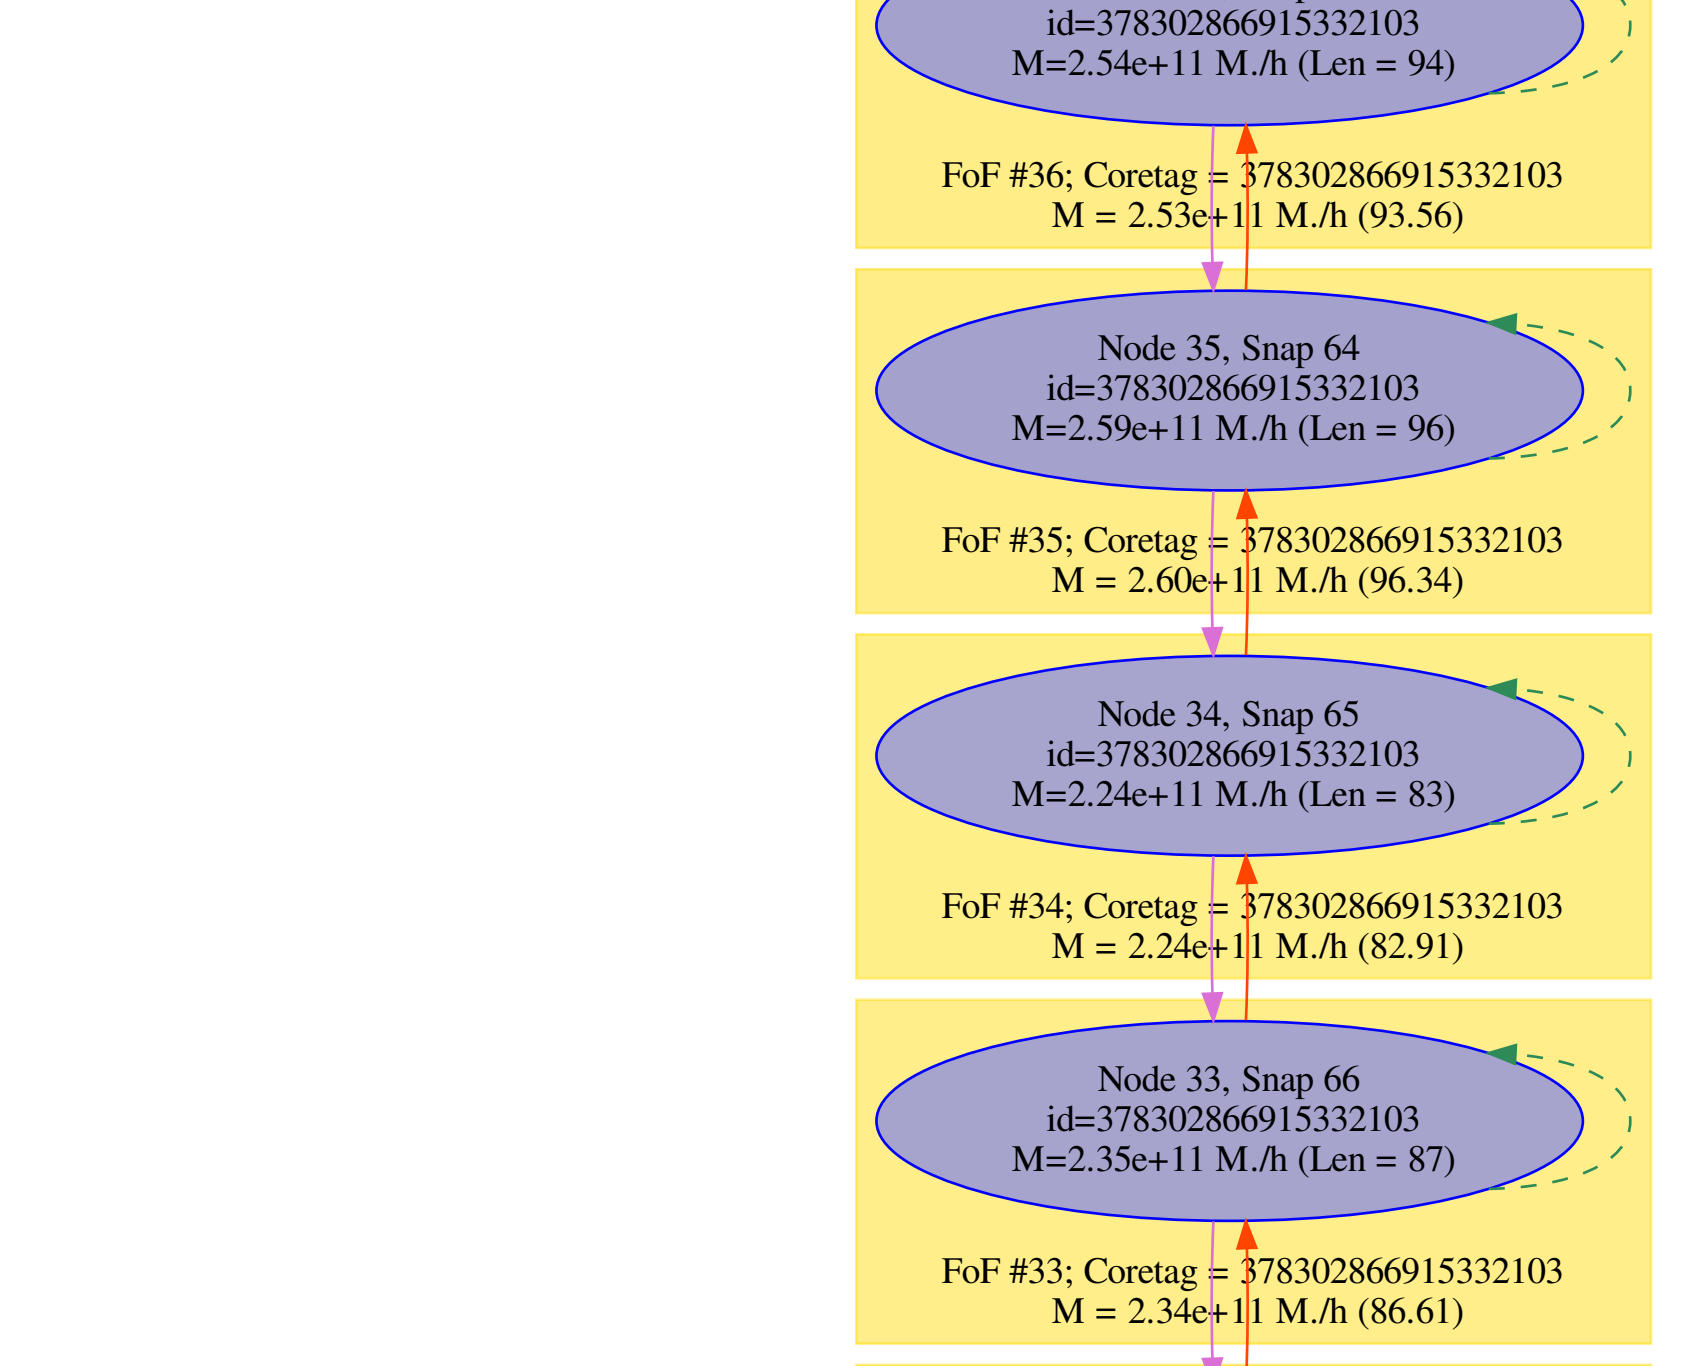 id=378302866915332103
M=2.54e+11 M./h (Len = 94)
FoF #36; Coretag = 378302866915332103
M = 2.53e+11 M./h (93.56)
Node 35, Snap 64
id=378302866915332103
M=2.59e+11 M./h (Len = 96)
FoF #35; Coretag = 378302866915332103
M = 2.60e+11 M./h (96.34)
Node 34, Snap 65
id=378302866915332103
M=2.24e+11 M./h (Len = 83)
FoF #34; Coretag = 378302866915332103
M = 2.24e+11 M./h (82.91)
Node 33, Snap 66
id=378302866915332103
M=2.35e+11 M./h (Len = 87)
FoF #33; Coretag = 378302866915332103
M = 2.34e+11 M./h (86.61)